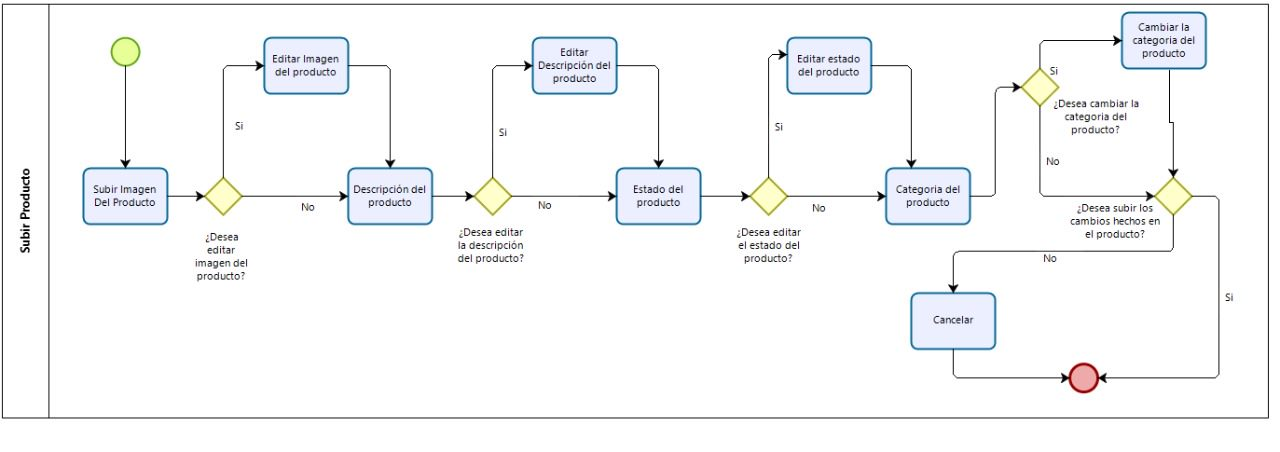 Subir Producto
Subir Imagen
Del Producto
¿Desea
editar
imagen del
producto?
Si
No
Editar Imagen
del producto
Descripción del
producto
¿Desea editar
la descripción
del producto?
Si
No
Editar
Descripción del
producto
Estado del
producto
¿Desea editar
el estado del
producto?
Si
No
Editar estado
del producto
Categoria del
producto
¿Desea cambiar la
categoria del
producto?
Si
No
Cambiar la
categoria del
producto
¿Desea subir los
cambios hechos en
el producto?
No
Si
Cancelar